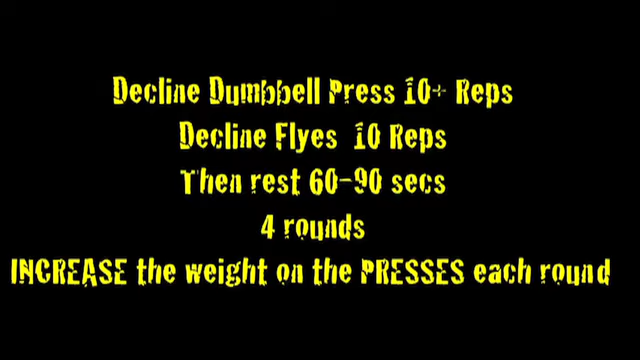 Decline Dumbbell Press 10+ Reps
Decline Flyes 10 Reps
Then rest 60-90 secs
4 rounds
INCREASE the weight on the PRESSES each round